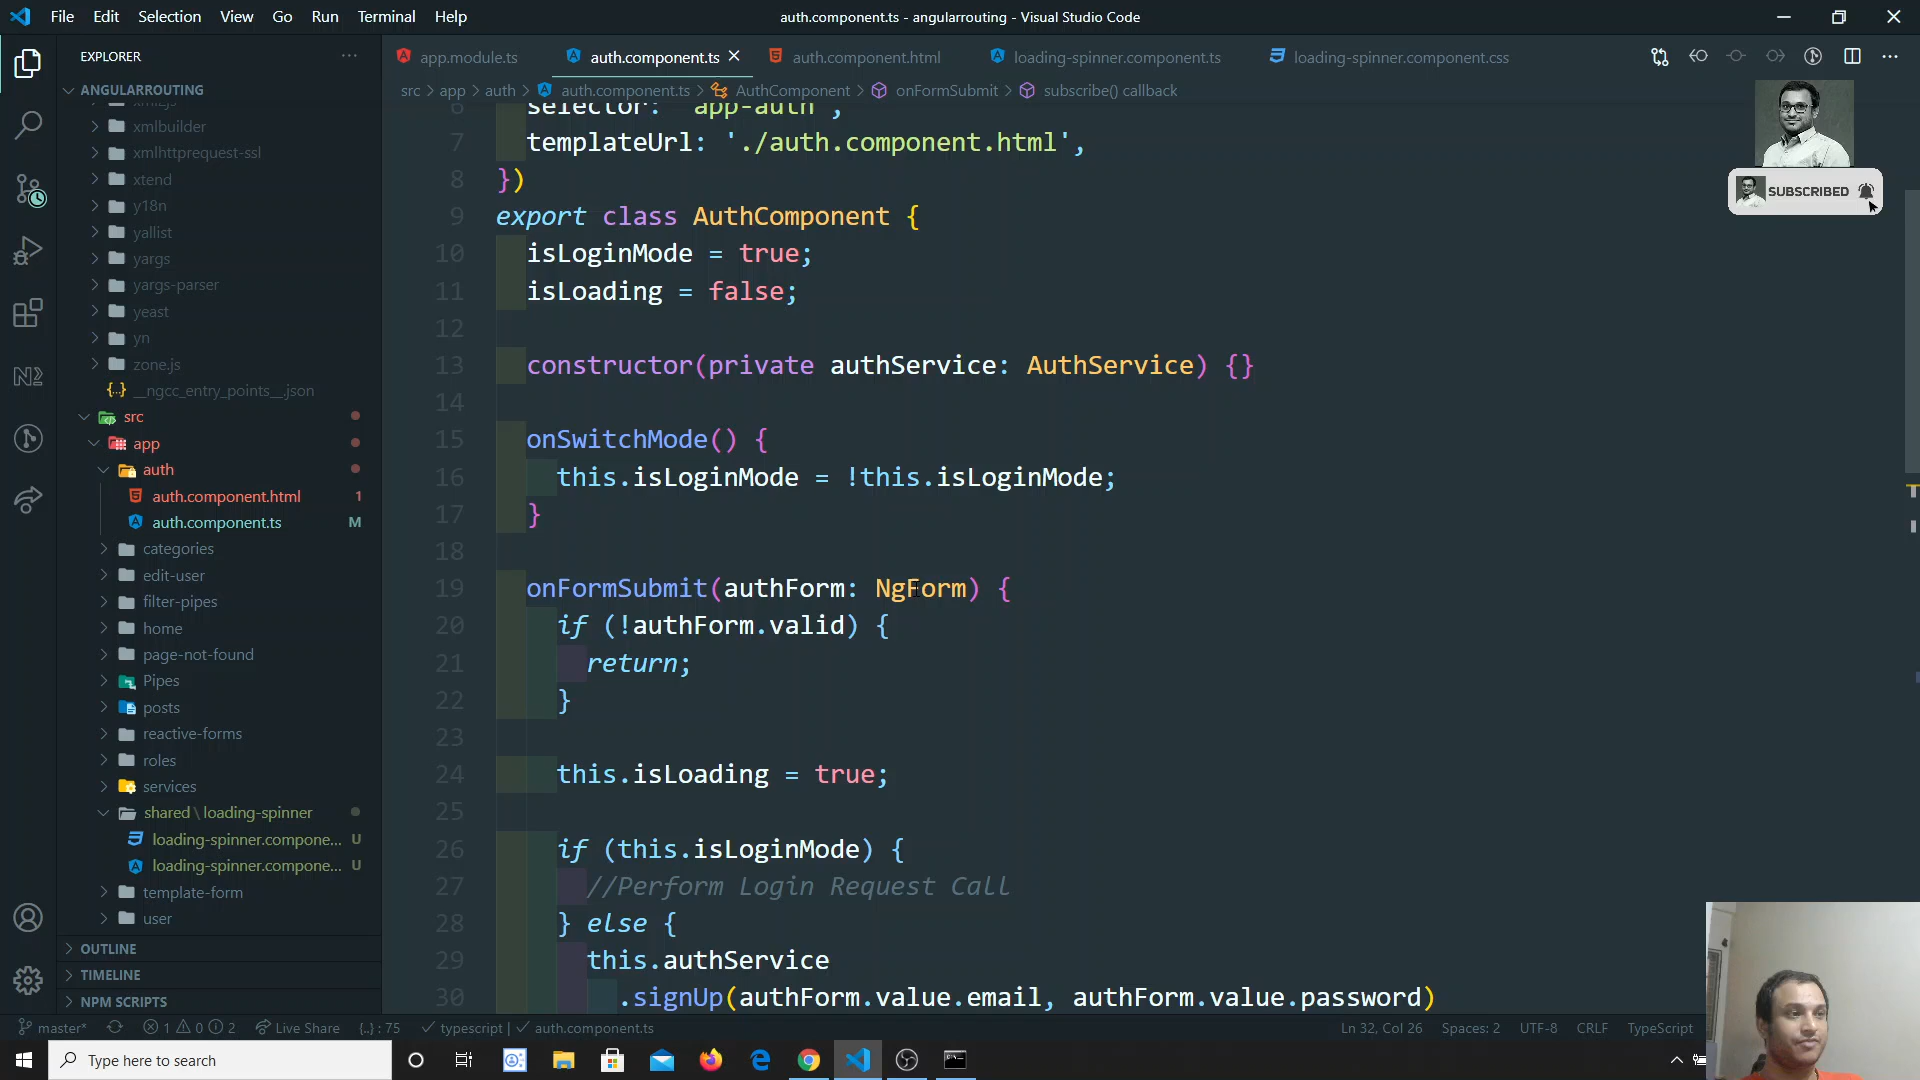 File Edit Selection View Go Run Terminal Help
auth.component.ts - angularrouting - Visual Studio Code
EXPLORER
app.module.ts
auth.component.ts
auth.component.html
loading-spinner.component.ts
loading-spinner.component.css
ANGULARROUTING
src > app > auth > auth.component.ts > AuthComponent > onFormSubmit > subscribe() callback
xmlbuilder
xmlhttprequest-ssl
xtend
y18n
yallist
yargs
yargs-parser
yeast
yn
zone.js
__ngcc_entry_points__.json
src
app
auth
auth.component.html 1
auth.component.ts M
categories
edit-user
filter-pipes
home
page-not-found
Pipes
posts
reactive-forms
roles
services
shared \ loading-spinner
loading-spinner.compone... U
loading-spinner.compone... U
template-form
user
OUTLINE
TIMELINE
NPM SCRIPTS
6 selector: 'app-auth',
7 templateUrl: './auth.component.html',
8 })
9 export class AuthComponent {
10 isLoginMode = true;
11 isLoading = false;
12
13 constructor(private authService: AuthService) {}
14
15 onSwitchMode() {
16 this.isLoginMode = !this.isLoginMode;
17 }
18
19 onFormSubmit(authForm: NgForm) {
20 if (!authForm.valid) {
21 return;
22 }
23
24 this.isLoading = true;
25
26 if (this.isLoginMode) {
27 //Perform Login Request Call
28 } else {
29 this.authService
30 .signUp(authForm.value.email, authForm.value.password)
SUBSCRIBED
master* 1 0 2 Live Share {..} : 75 typescript | auth.component.ts
Ln 32, Col 26 Spaces: 2 UTF-8 CRLF TypeScript
Type here to search